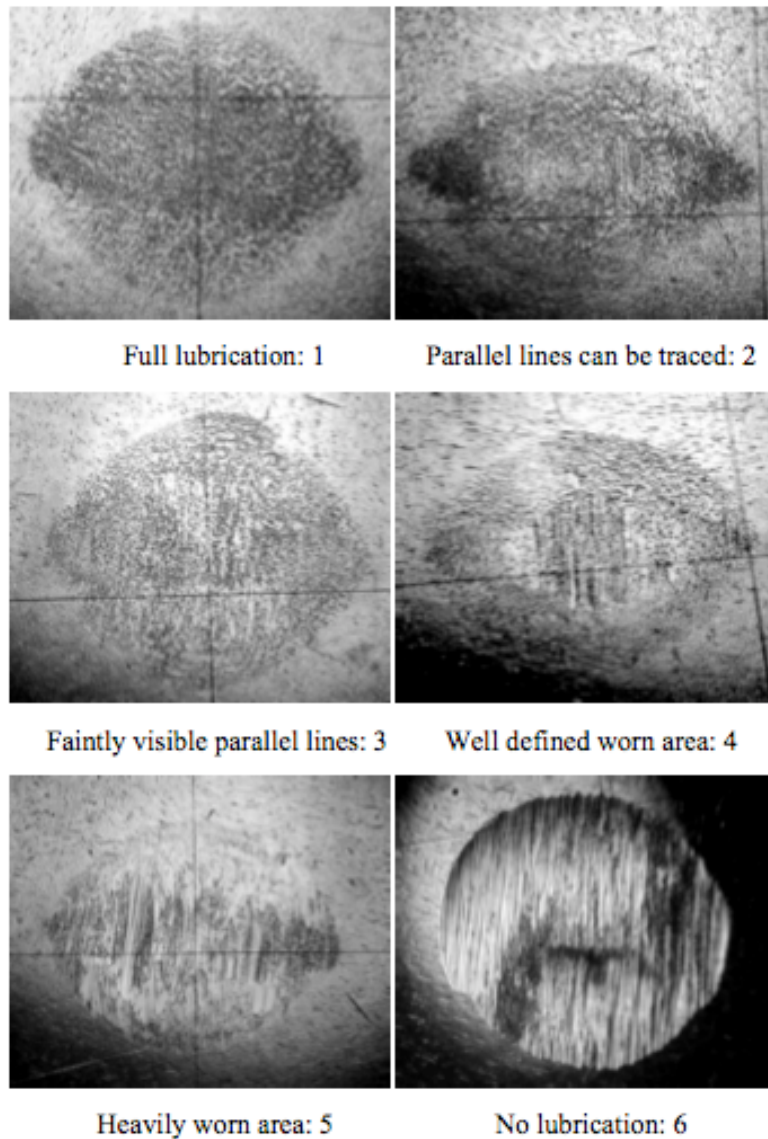 Full lubrication: 1
Parallel lines can be traced: 2
Faintly visible parallel lines: 3
Well defined worn area: 4
Heavily worn area: 5
No lubrication: 6